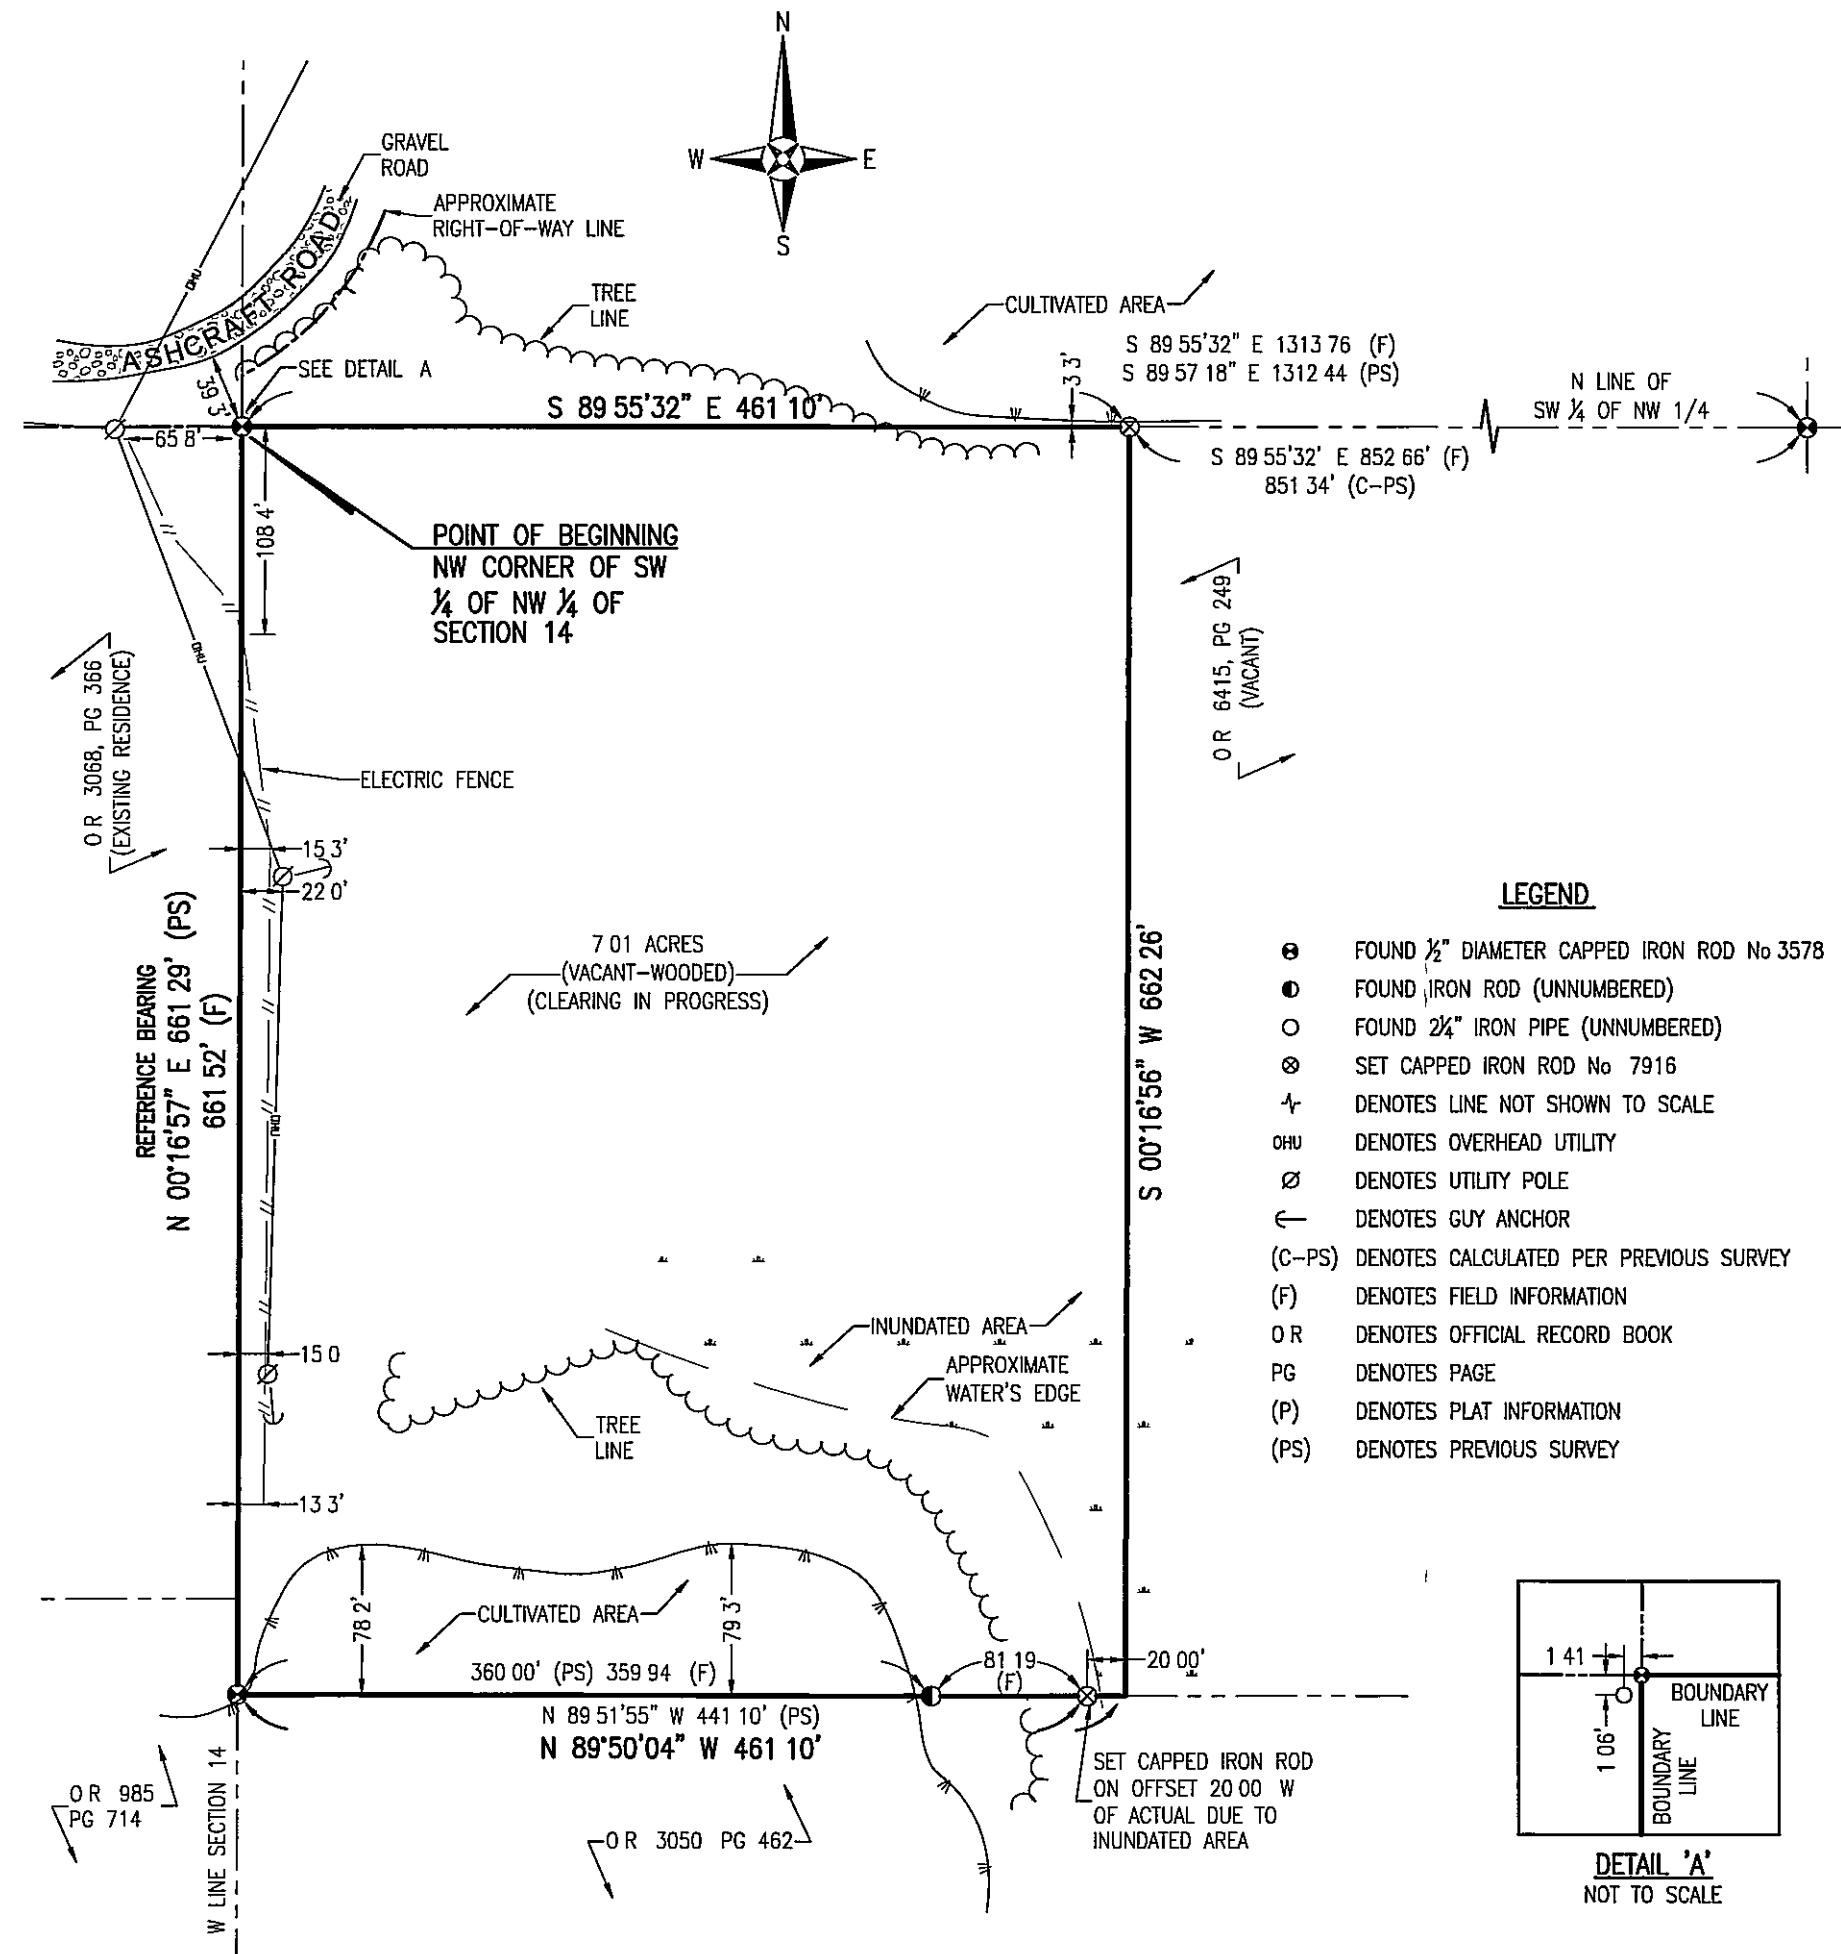 N
W
E
S
GRAVEL
ROAD
APPROXIMATE
RIGHT-OF-WAY LINE
OHU
ASHCRAFT ROAD
TREE
LINE
CULTIVATED AREA
SEE DETAIL A
39 3'
S 89 55'32" E 1313 76 (F)
S 89 57 18" E 1312 44 (PS)
3 3'
N LINE OF
SW 1/4 OF NW 1/4
S 89 55'32" E 461 10'
65 8'
S 89 55'32' E 852 66' (F)
851 34' (C-PS)
108 4'
POINT OF BEGINNING
NW CORNER OF SW
1/4 OF NW 1/4 OF
SECTION 14
OHU
O R 3068, PG 366
(EXISTING RESIDENCE)
O R 6415, PG 249
(VACANT)
ELECTRIC FENCE
15 3'
22 0'
REFERENCE BEARING
N 00°16'57" E 661 29' (PS)
661 52' (F)
7 01 ACRES
(VACANT-WOODED)
(CLEARING IN PROGRESS)
S 00°16'56" W 662 26'
OHU
LEGEND
FOUND 1/2" DIAMETER CAPPED IRON ROD No 3578
FOUND IRON ROD (UNNUMBERED)
FOUND 2 1/4" IRON PIPE (UNNUMBERED)
SET CAPPED IRON ROD No 7916
DENOTES LINE NOT SHOWN TO SCALE
OHU DENOTES OVERHEAD UTILITY
DENOTES UTILITY POLE
DENOTES GUY ANCHOR
(C-PS) DENOTES CALCULATED PER PREVIOUS SURVEY
(F) DENOTES FIELD INFORMATION
O R DENOTES OFFICIAL RECORD BOOK
PG DENOTES PAGE
(P) DENOTES PLAT INFORMATION
(PS) DENOTES PREVIOUS SURVEY
INUNDATED AREA
APPROXIMATE
WATER'S EDGE
15 0
TREE
LINE
13 3'
78 2'
CULTIVATED AREA
79 3'
360 00' (PS) 359 94 (F)
81 19
(F)
20 00'
N 89 51'55" W 441 10' (PS)
N 89°50'04" W 461 10'
SET CAPPED IRON ROD
ON OFFSET 20 00 W
OF ACTUAL DUE TO
INUNDATED AREA
O R 985
PG 714
W LINE SECTION 14
O R 3050 PG 462
1 41
1 06'
BOUNDARY
LINE
BOUNDARY
LINE
DETAIL 'A'
NOT TO SCALE